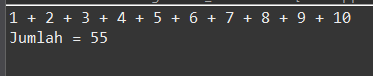 1 + 2 + 3 + 4 + 5 + 6 + 7 + 8 + 9 + 10
Jumlah = 55